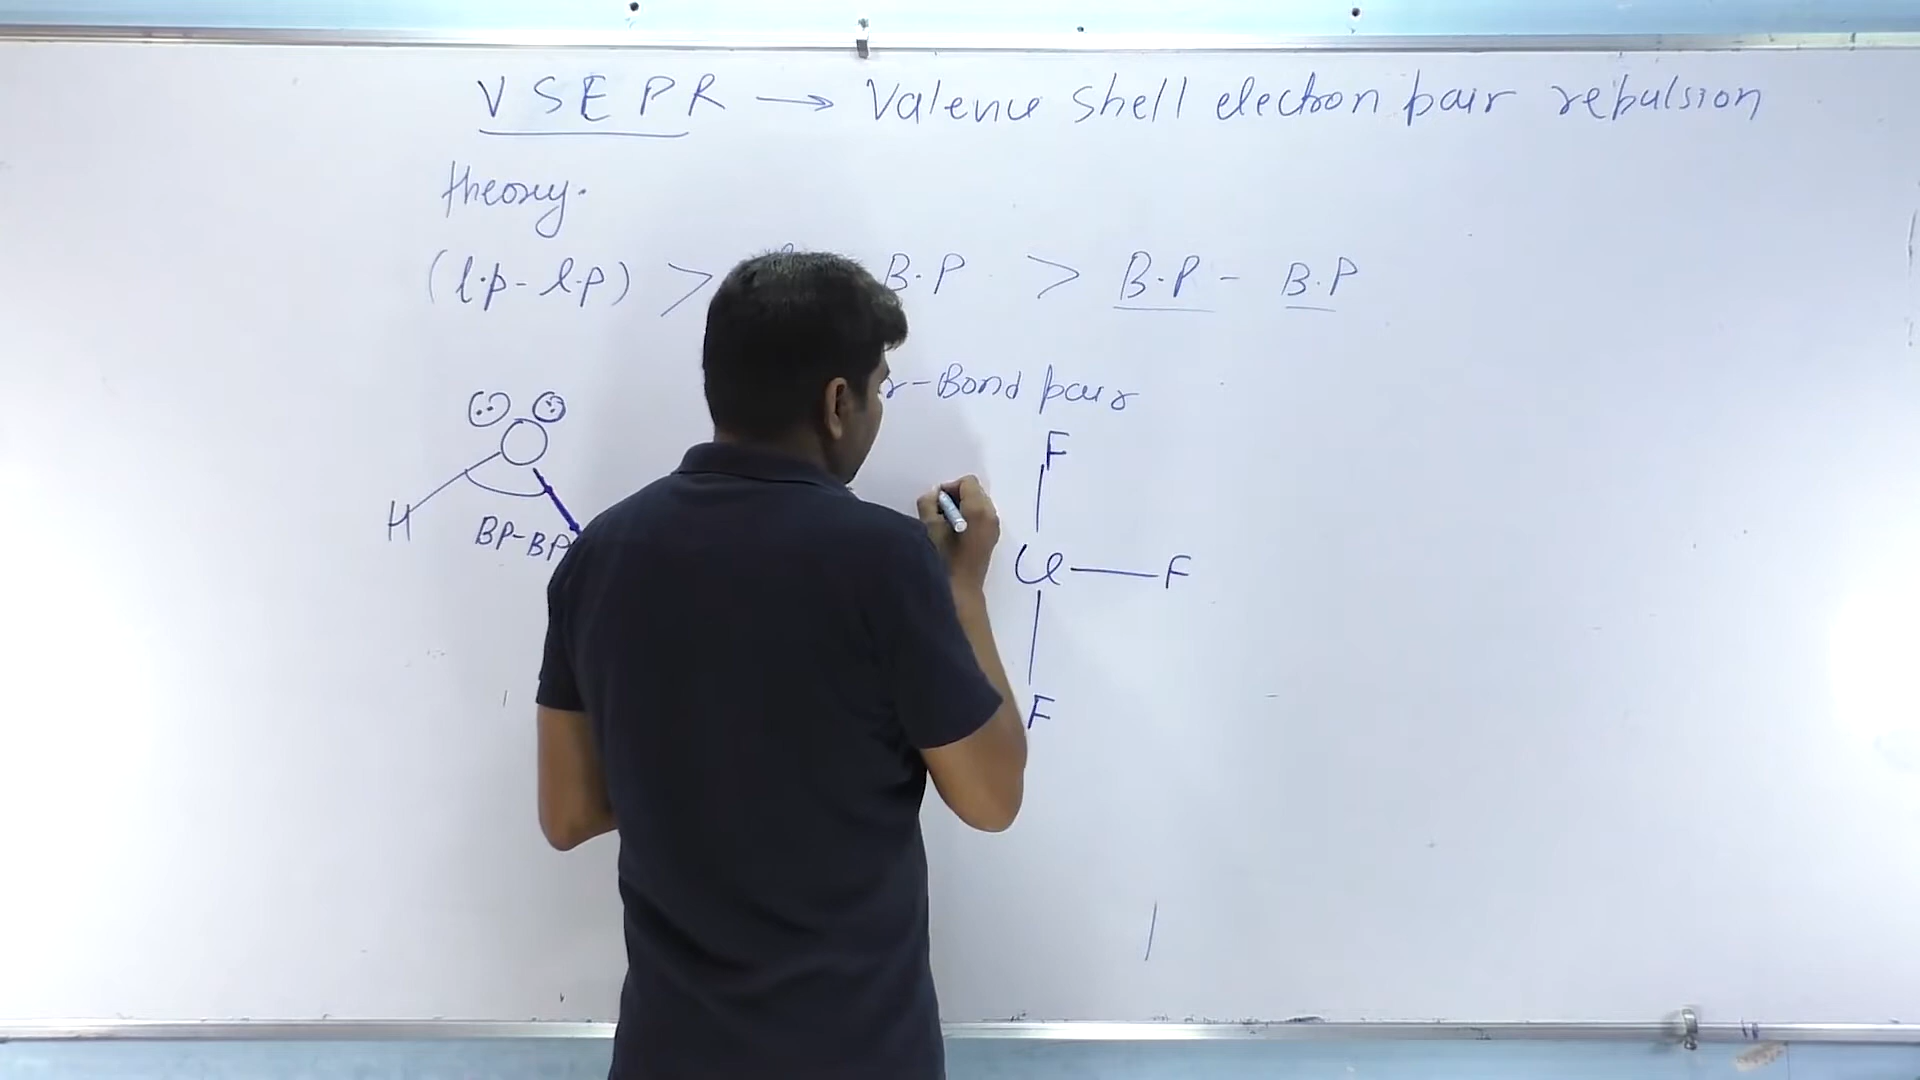 VSEPR → Valence Shell electron pair repulsion
theory.
(l.p - l.p) > B.P > B.P - B.P
-Bond pair
F
H
BP-BP
Cl — F
F